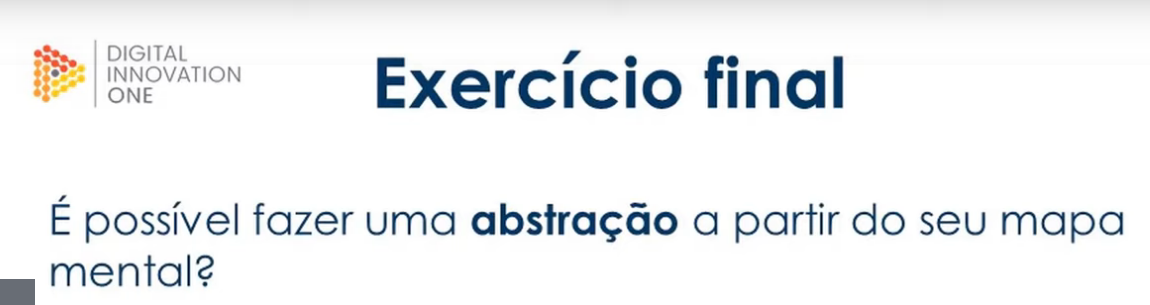 DIGITAL
INNOVATION
ONE
Exercício final
É possível fazer uma abstração a partir do seu mapa
mental?